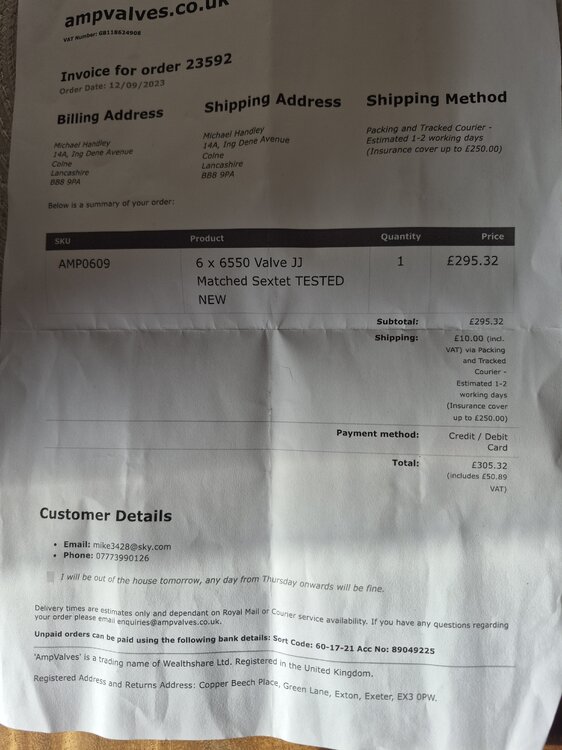 ampvalves.co.uk
VAT Number: GB118624908
Invoice for order 23592
Order Date: 12/09/2023
Billing Address
Michael Handley
14A, Ing Dene Avenue
Colne
Lancashire
BB8 9PA
Shipping Address
Michael Handley
14A, Ing Dene Avenue
Colne
Lancashire
BB8 9PA
Shipping Method
Packing and Tracked Courier -
Estimated 1-2 working days
(Insurance cover up to £250.00)
Below is a summary of your order:
SKU Product Quantity Price
AMP0609 6 x 6550 Valve JJ 1 £295.32
Matched Sextet TESTED
NEW
Subtotal: £295.32
Shipping: £10.00 (incl.
VAT) via Packing
and Tracked
Courier -
Estimated 1-2
working days
(Insurance cover
up to £250.00)
Payment method: Credit / Debit
Card
Total: £305.32
(includes £50.89
VAT)
Customer Details
• Email: mike3428@sky.com
• Phone: 07773990126
I will be out of the house tomorrow, any day from Thursday onwards will be fine.
Delivery times are estimates only and dependant on Royal Mail or Courier service availability. If you have any questions regarding
your order please email enquiries@ampvalves.co.uk.
Unpaid orders can be paid using the following bank details: Sort Code: 60-17-21 Acc No: 89049225
'AmpValves' is a trading name of Wealthshare Ltd. Registered in the United Kingdom.
Registered Address and Returns Address: Copper Beech Place, Green Lane, Exton, Exeter, EX3 0PW.